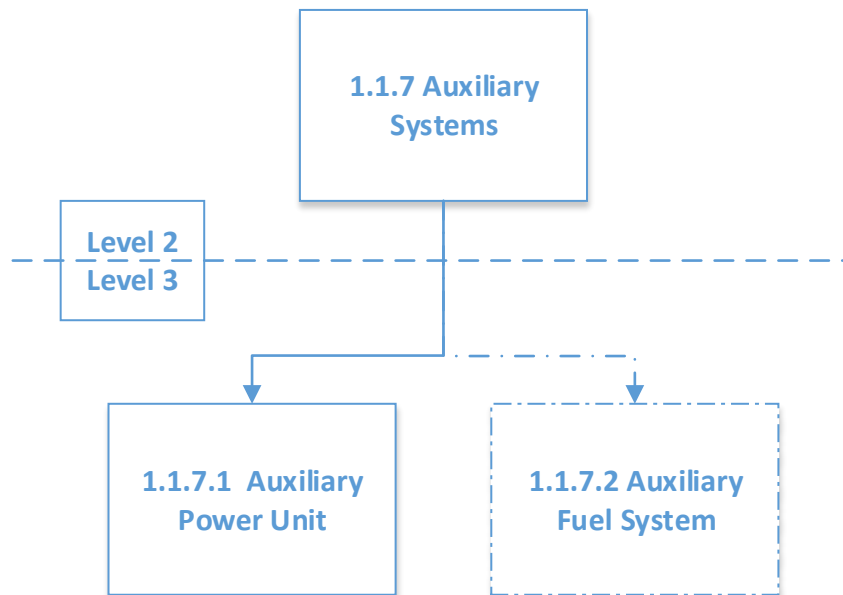 1.1.7 Auxiliary
Systems
Level 2
Level 3
1.1.7.1  Auxiliary
Power Unit
1.1.7.2 Auxiliary
Fuel System